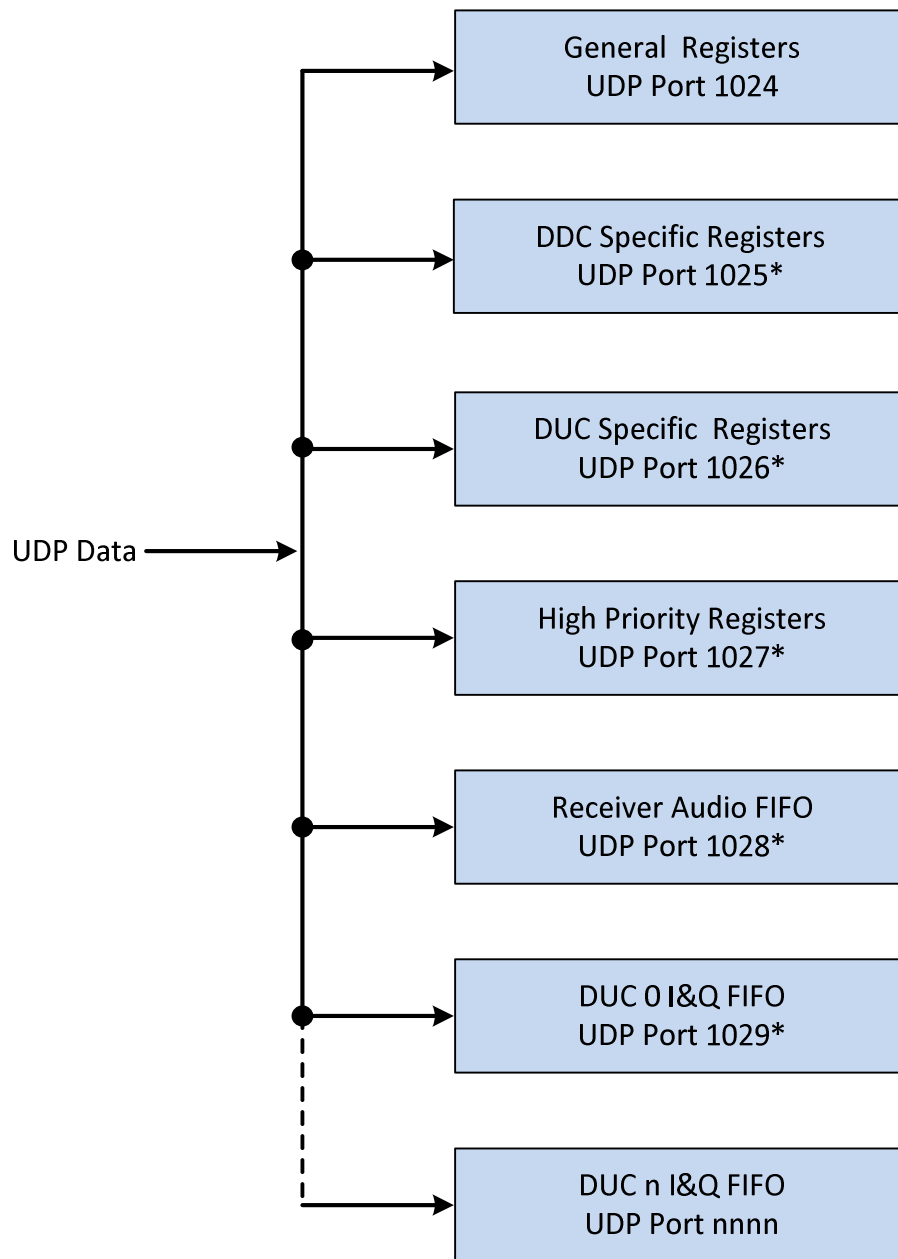 General Registers
UDP Port 1024
DDC Specific Registers
UDP Port 1025*
DUC Specific Registers
UDP Port 1026*
UDP Data
High Priority Registers
UDP Port 1027*
Receiver Audio FIFO
UDP Port 1028*
DUC 0 I&Q FIFO
UDP Port 1029*
DUC n I&Q FIFO
UDP Port nnnn